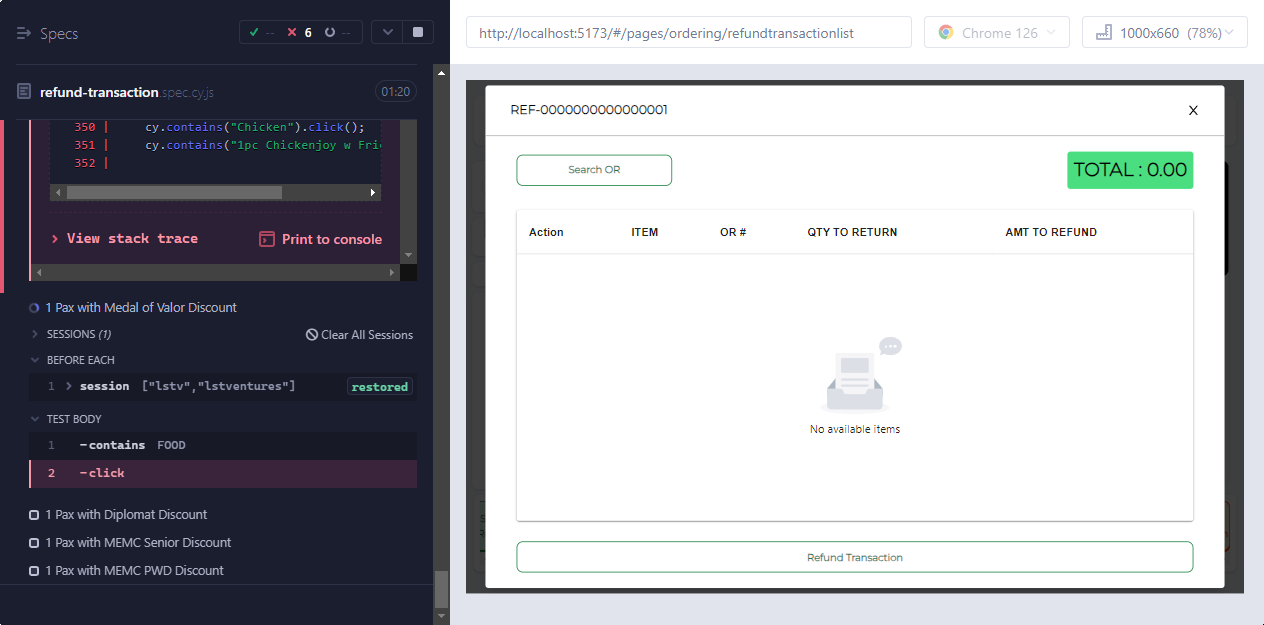 Specs
-- 6 --
refund-transaction.spec.cy.js 01:20
350 | cy.contains("Chicken").click();
351 | cy.contains("1pc Chickenjoy w Fri
352 |
View stack trace Print to console
1 Pax with Medal of Valor Discount
SESSIONS (1) Clear All Sessions
BEFORE EACH
1 session ["lstv","lstventures"] restored
TEST BODY
1 -contains FOOD
2 -click
1 Pax with Diplomat Discount
1 Pax with MEMC Senior Discount
1 Pax with MEMC PWD Discount
http://localhost:5173/#/pages/ordering/refundtransactionlist
Chrome 126
1000x660 (78%)
REF-0000000000000001 X
Search OR
TOTAL : 0.00
Action ITEM OR # QTY TO RETURN AMT TO REFUND
No available items
Refund Transaction